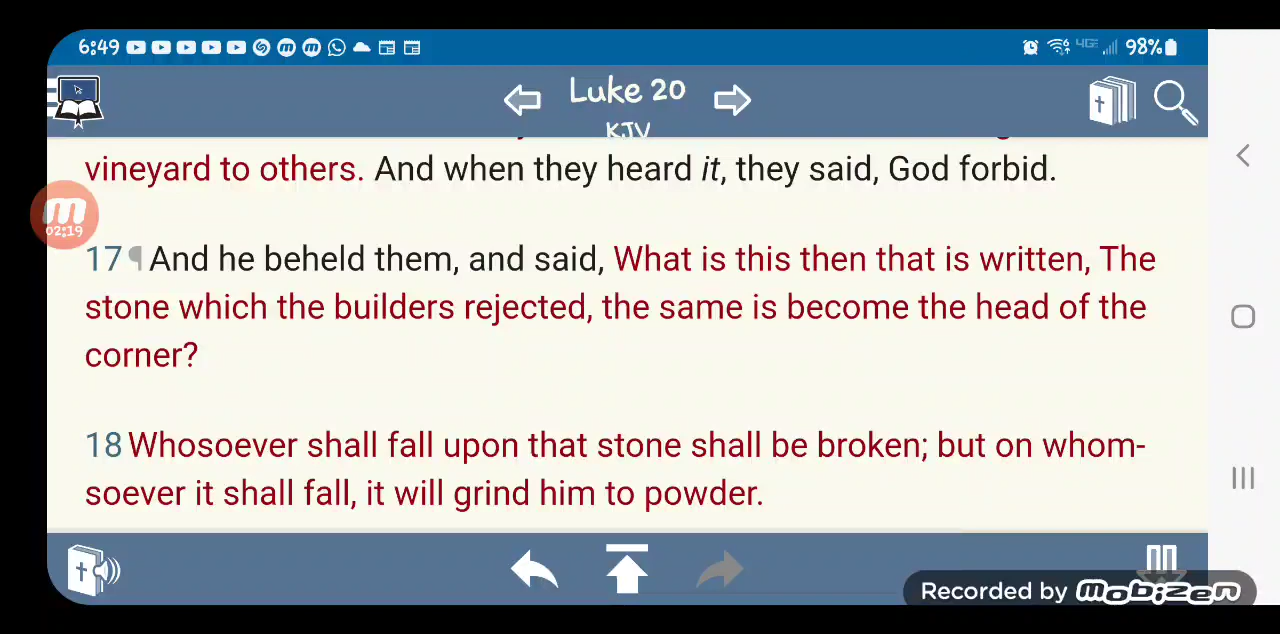 6:49 4GE 98%
Luke 20
KJV
vineyard to others. And when they heard it, they said, God forbid.
02:19
17 ¶ And he beheld them, and said, What is this then that is written, The
stone which the builders rejected, the same is become the head of the
corner?
18 Whosoever shall fall upon that stone shall be broken; but on whom-
soever it shall fall, it will grind him to powder.
Recorded by mobizen